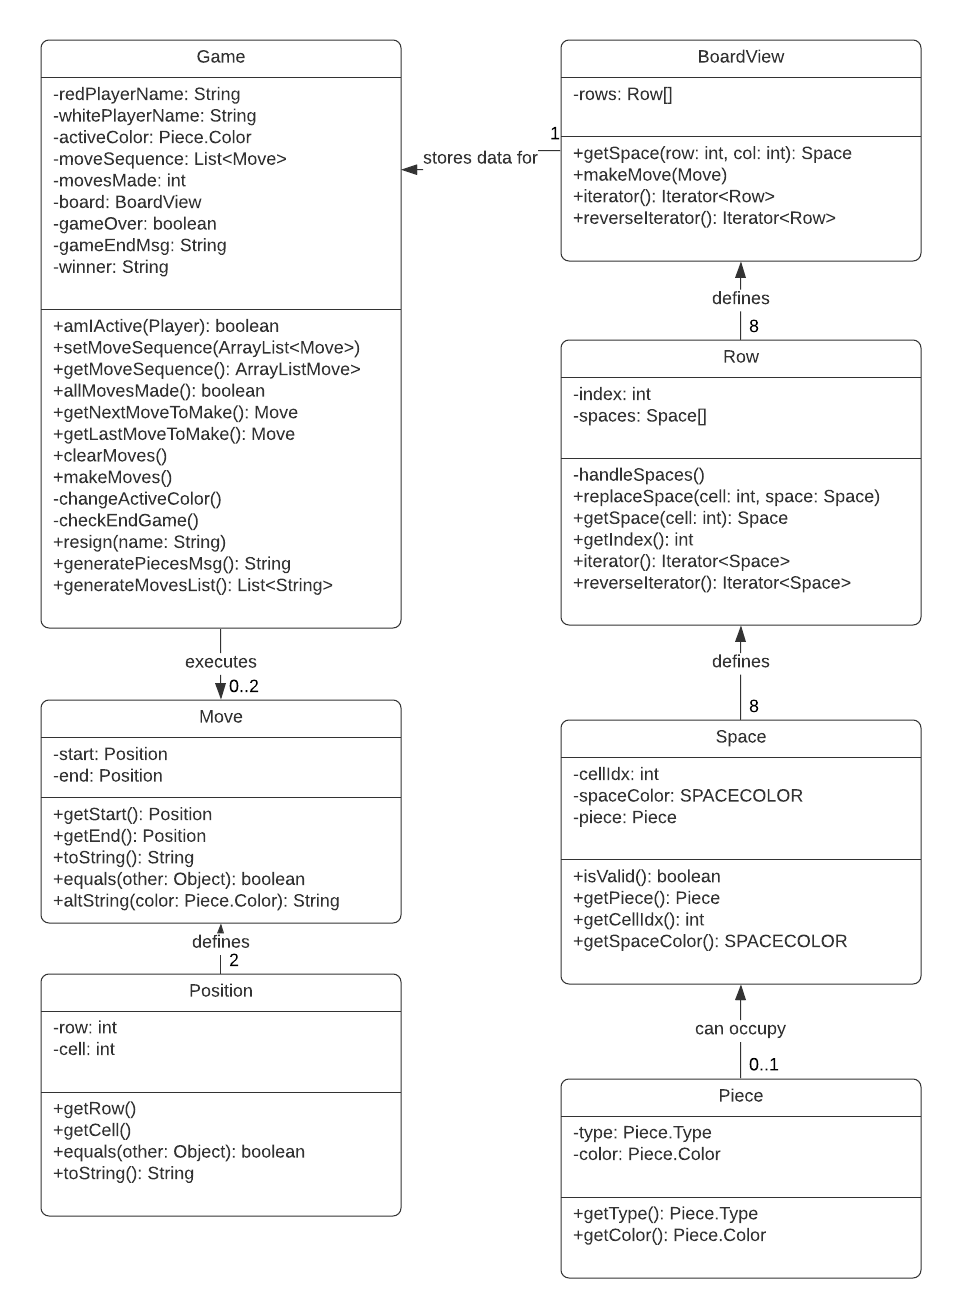 Game
-redPlayerName: String
-whitePlayerName: String
-activeColor: Piece.Color
-moveSequence: List<Move>
-movesMade: int
-board: BoardView
-gameOver: boolean
-gameEndMsg: String
-winner: String
+amIActive(Player): boolean
+setMoveSequence(ArrayList<Move>)
+getMoveSequence(): ArrayListMove>
+allMovesMade(): boolean
+getNextMoveToMake(): Move
+getLastMoveToMake(): Move
+clearMoves()
+makeMoves()
-changeActiveColor()
-checkEndGame()
+resign(name: String)
+generatePiecesMsg(): String
+generateMovesList(): List<String>
executes
0..2
Move
-start: Position
-end: Position
+getStart(): Position
+getEnd(): Position
+toString(): String
+equals(other: Object): boolean
+altString(color: Piece.Color): String
defines
2
Position
-row: int
-cell: int
+getRow()
+getCell()
+equals(other: Object): boolean
+toString(): String
stores data for
1
BoardView
-rows: Row[]
+getSpace(row: int, col: int): Space
+makeMove(Move)
+iterator(): Iterator<Row>
+reverseIterator(): Iterator<Row>
defines
8
Row
-index: int
-spaces: Space[]
-handleSpaces()
+replaceSpace(cell: int, space: Space)
+getSpace(cell: int): Space
+getIndex(): int
+iterator(): Iterator<Space>
+reverseIterator(): Iterator<Space>
defines
8
Space
-cellIdx: int
-spaceColor: SPACECOLOR
-piece: Piece
+isValid(): boolean
+getPiece(): Piece
+getCellIdx(): int
+getSpaceColor(): SPACECOLOR
can occupy
0..1
Piece
-type: Piece.Type
-color: Piece.Color
+getType(): Piece.Type
+getColor(): Piece.Color